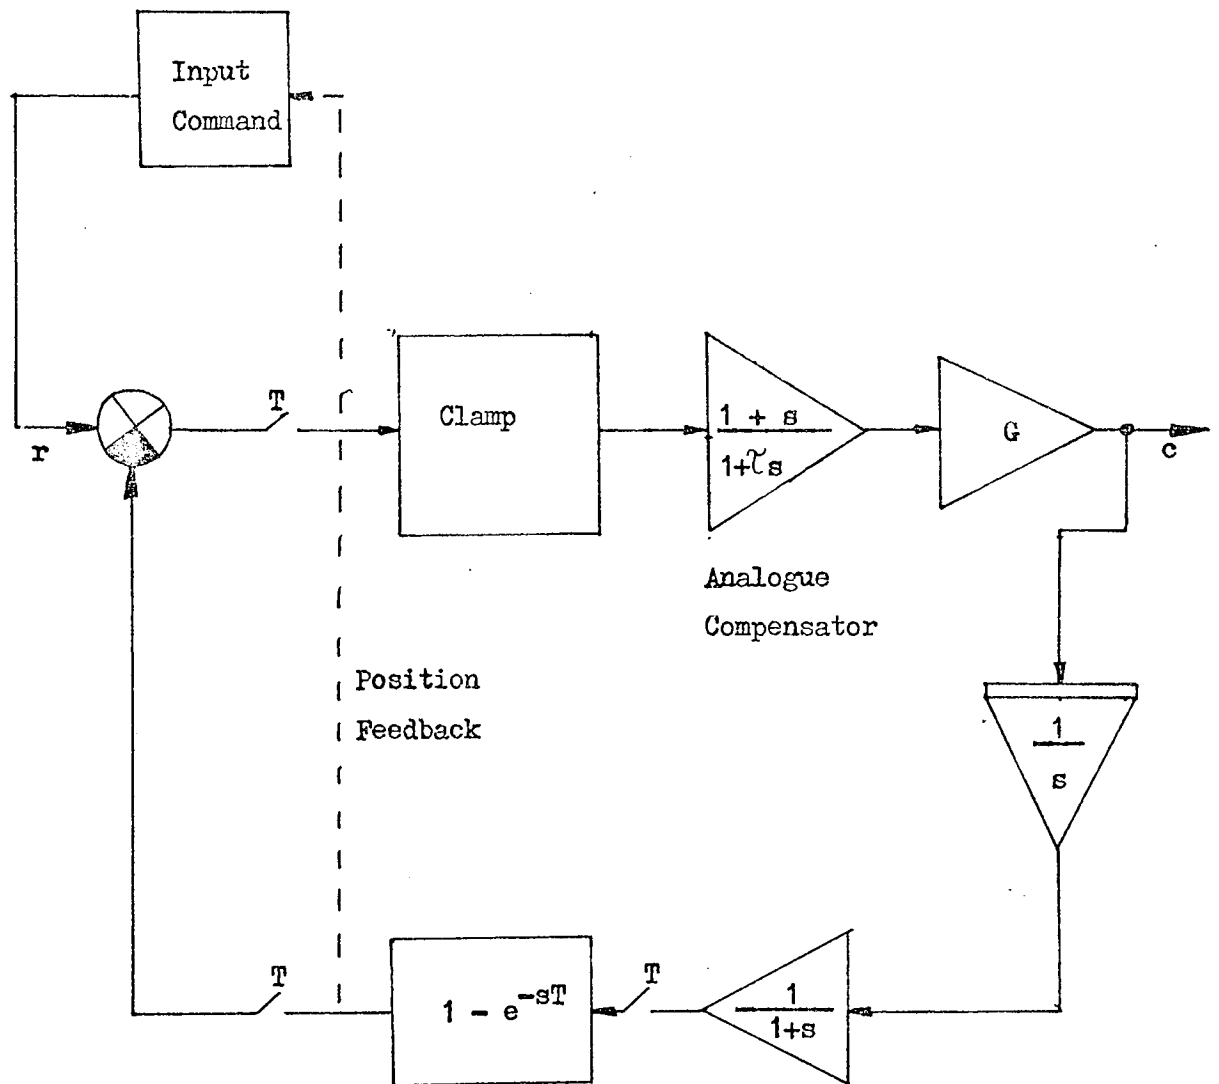 Input
Command
T
r
Clamp
1 + s
1+τs
G
c
Analogue
Compensator
Position
Feedback
1
s
T
1 - e^-sT
T
1
1+s